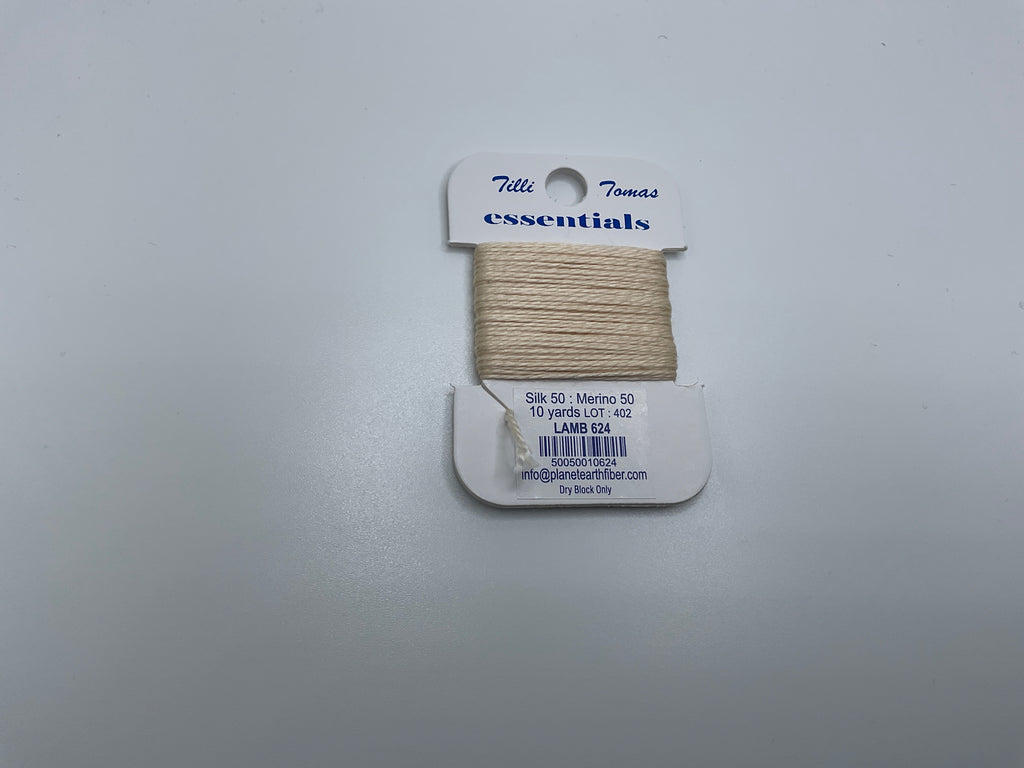 Tilli Tomas
essentials
Silk 50 : Merino 50
10 yards LOT : 402
LAMB 624
50050010624
info@planetearthfiber.com
Dry Block Only